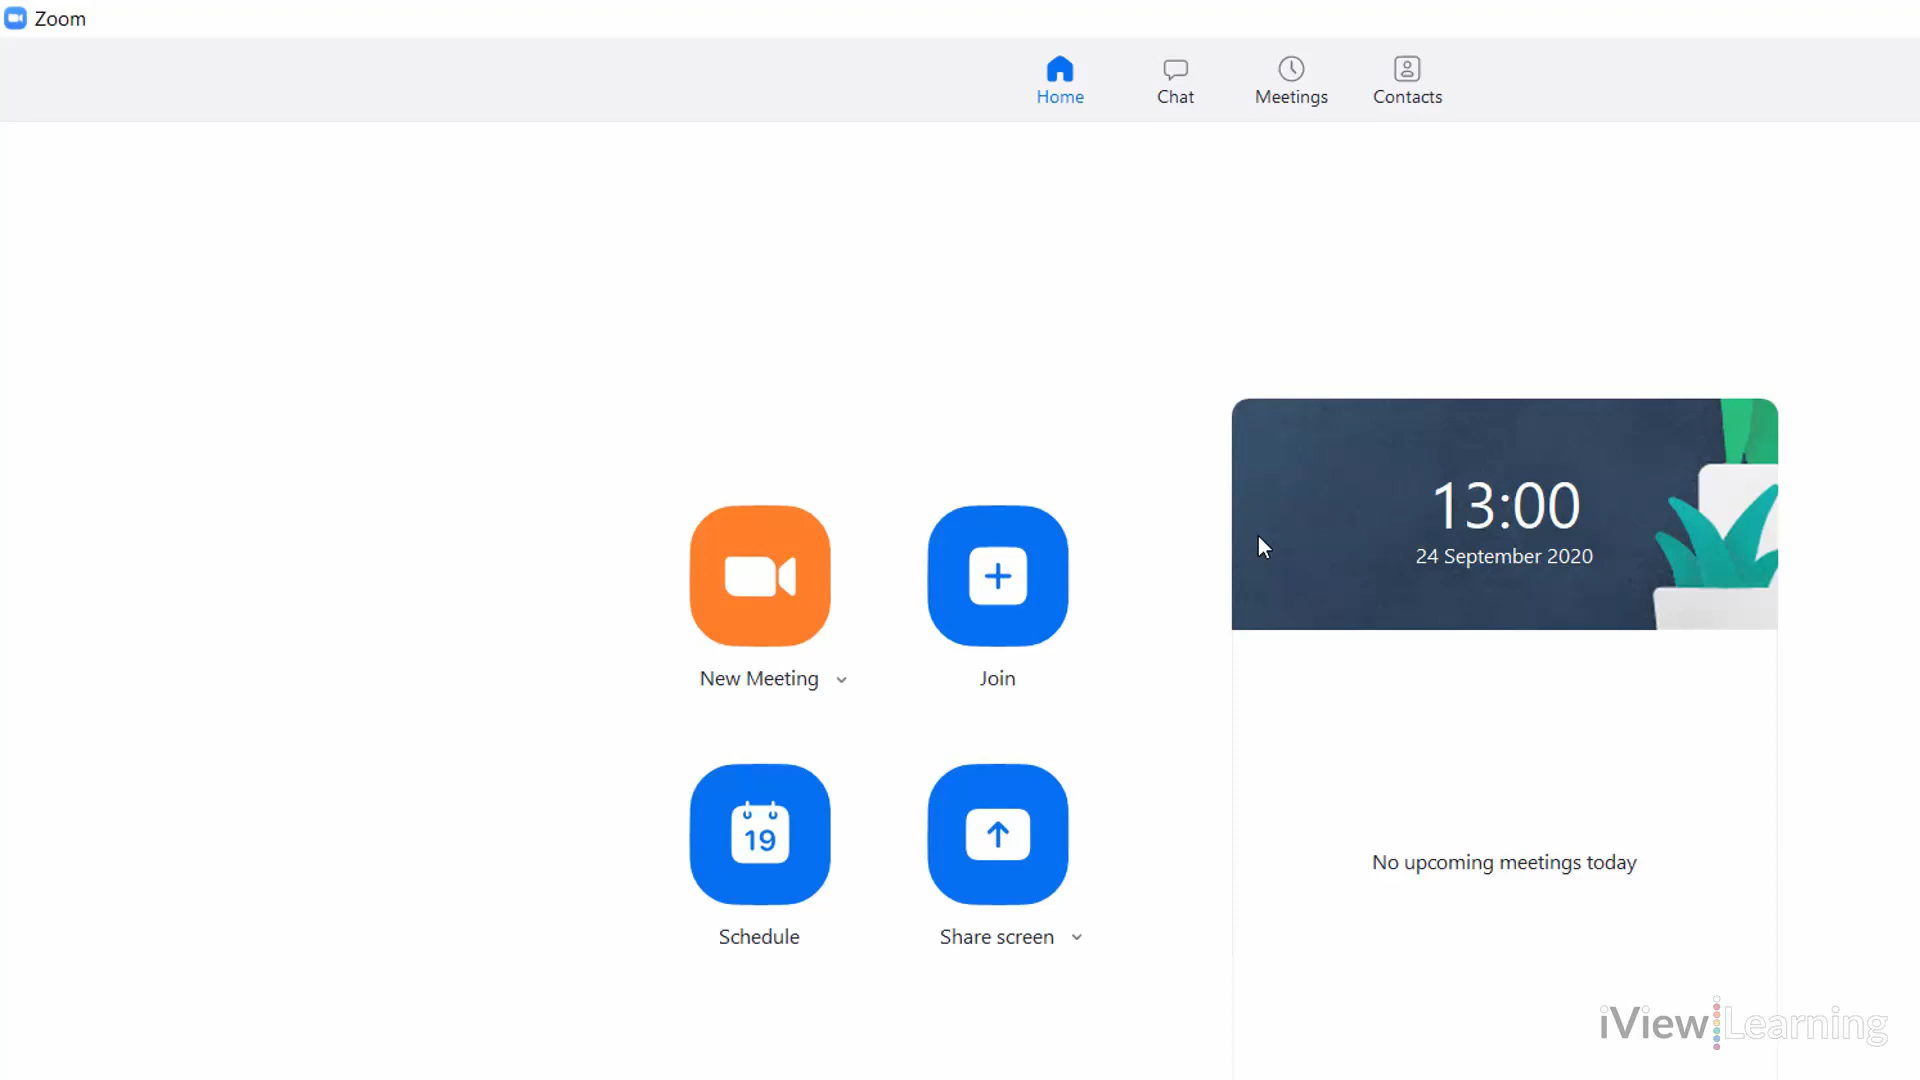 Zoom
Home
Chat
Meetings
Contacts
13:00
24 September 2020
New Meeting
Join
19
Schedule
Share screen
No upcoming meetings today
iView Learning